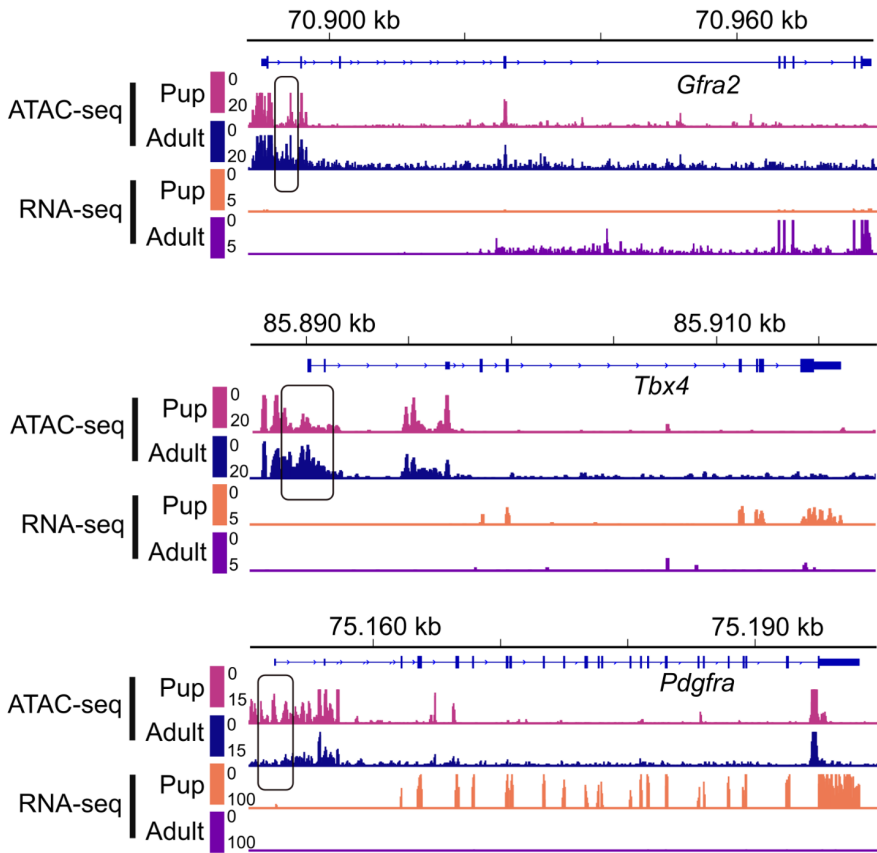 70.900 kb 70.960 kb
Gfra2
ATAC-seq Pup 0 20
Adult 0 20
RNA-seq Pup 0 5
Adult 0 5
85.890 kb 85.910 kb
Tbx4
ATAC-seq Pup 0 20
Adult 0 20
RNA-seq Pup 0 5
Adult 0 5
75.160 kb 75.190 kb
Pdgfra
ATAC-seq Pup 0 15
Adult 0 15
RNA-seq Pup 0 100
Adult 0 100